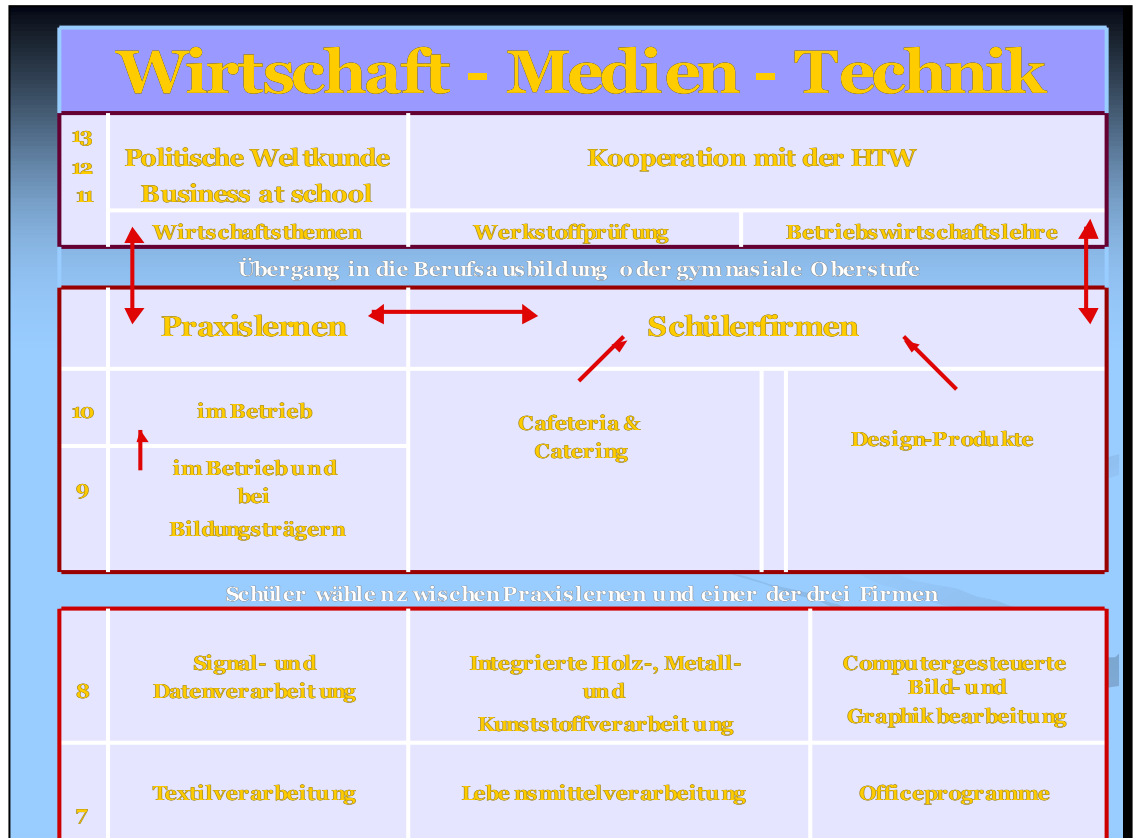 Wirtschaft - Medien - Technik
13
12
11
Politische Weltkunde
Business at school
Kooperation mit der HTW
Wirtschaftsthemen
Werkstoffprüfung
Betriebswirtschaftslehre
Übergang in die Berufsausbildung oder gymnasiale Oberstufe
Praxislernen
Schülerfirmen
10
im Betrieb
9
im Betrieb und
bei
Bildungsträgern
Cafeteria &
Catering
Design-Produkte
Schüler wählen zwischen Praxislernen und einer der drei Firmen
8
Signal- und
Datenverarbeitung
Integrierte Holz-, Metall-
und
Kunststoffverarbeitung
Computergesteuerte
Bild- und
Graphikbearbeitung
7
Textilverarbeitung
Lebensmittelverarbeitung
Officeprogramme